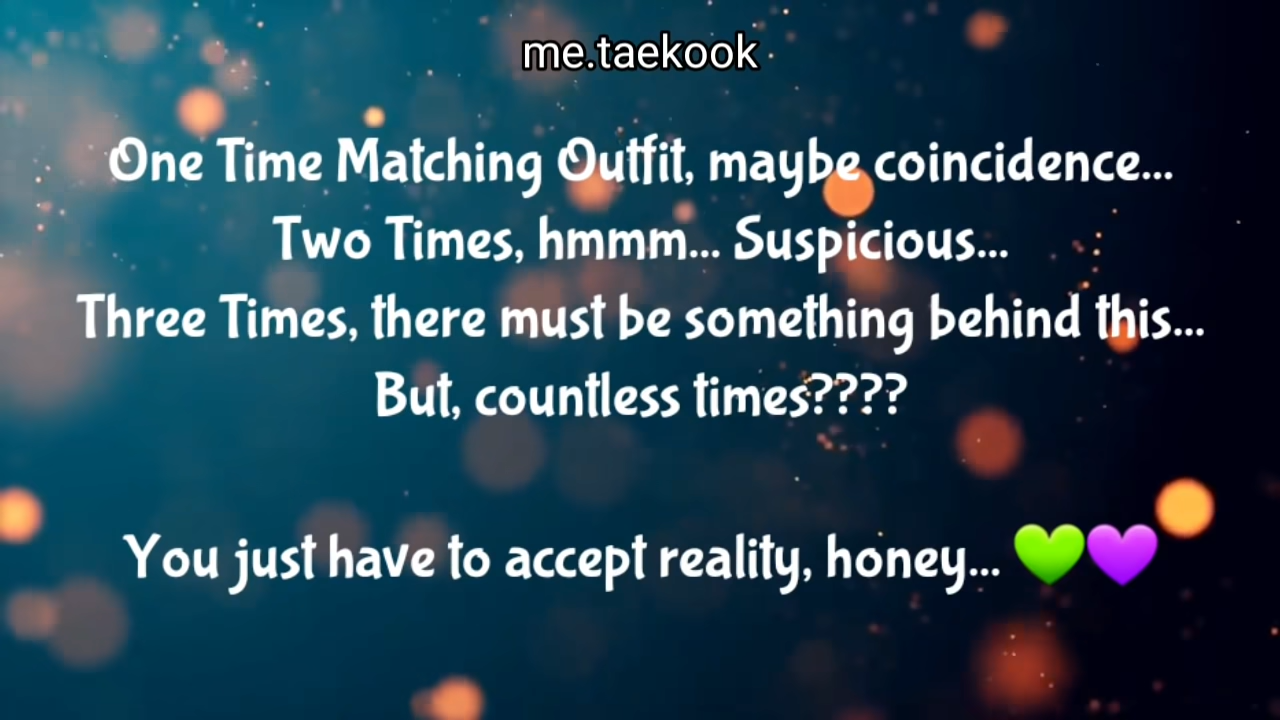 me.taekook
One Time Matching Outfit, maybe coincidence...
Two Times, hmmm... Suspicious...
Three Times, there must be something behind this...
But, countless times????
You just have to accept reality, honey... 💚💜